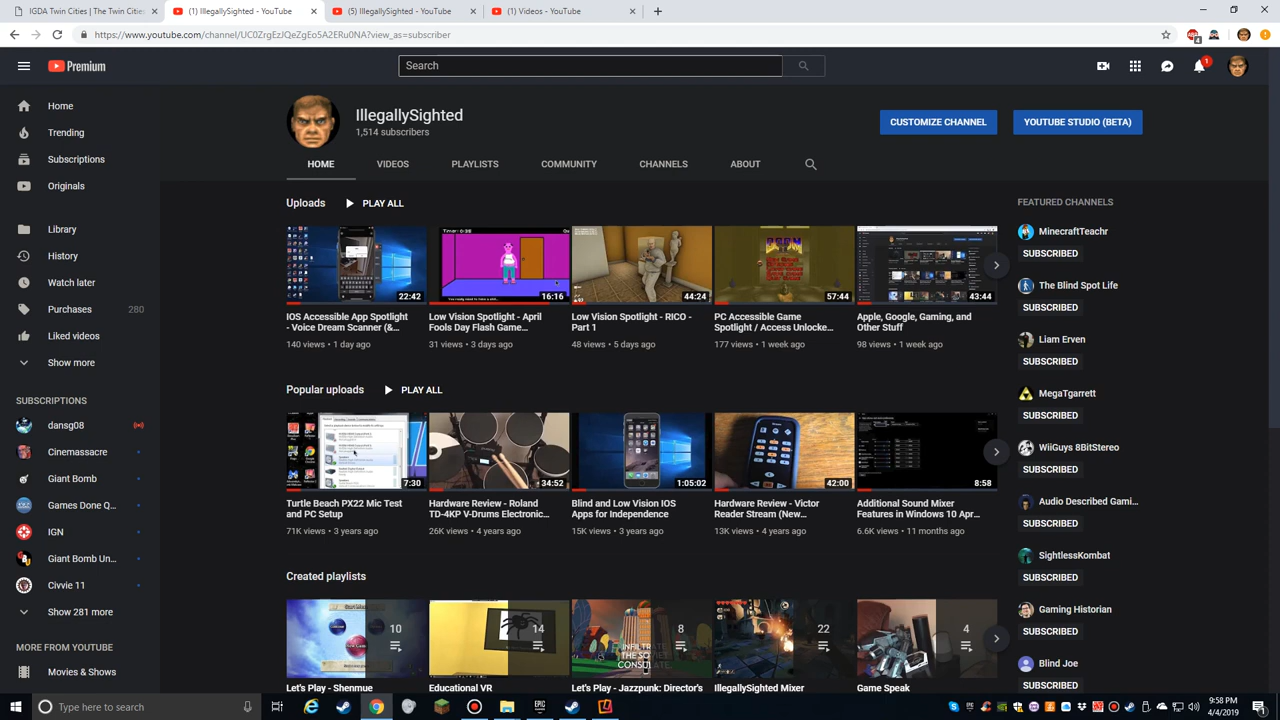 IGDA Twin Cities | The Twin Cities
(1) IllegallySighted - YouTube
(5) IllegallySighted - YouTube
(1) Videos - YouTube
https://www.youtube.com/channel/UC0ZrgEzJQeZgEoSA2ERu0NA?view_as=subscriber
Premium
Search
1
Home
Trending
Subscriptions
Originals
Library
History
Watch later
Purchases 280
Liked videos
Show more
SUBSCRIPTIONS
Jampack
Cinemassacre
Giant Bomb
Games Done Q...
IGN
Giant Bomb Un...
Civvie 11
Show 281 more
MORE FROM YOUTUBE
Movies & Shows
IllegallySighted
1,514 subscribers
CUSTOMIZE CHANNEL
YOUTUBE STUDIO (BETA)
HOME VIDEOS PLAYLISTS COMMUNITY CHANNELS ABOUT
Uploads PLAY ALL
22:42
16:16
44:24
57:44
43:44
IOS Accessible App Spotlight
- Voice Dream Scanner (&...
140 views • 1 day ago
Low Vision Spotlight - April
Fools Day Flash Game...
31 views • 3 days ago
Low Vision Spotlight - RICO -
Part 1
48 views • 5 days ago
PC Accessible Game
Spotlight / Access Unlocke...
177 views • 1 week ago
Apple, Google, Gaming, and
Other Stuff
98 views • 1 week ago
Popular uploads PLAY ALL
7:30
34:52
1:05:02
42:00
8:58
Turtle Beach PX22 Mic Test
and PC Setup
71K views • 3 years ago
Hardware Review - Roland
TD-4KP V-Drums Electronic...
26K views • 4 years ago
Blind and Low Vision IOS
Apps for Independence
15K views • 3 years ago
Hardware Review - Victor
Reader Stream (New...
13K views • 4 years ago
Additional Sound Mixer
Features in Windows 10 Apr...
6.6K views • 11 months ago
Created playlists
10
14
8
22
4
INFILTRATE
THE SOVIET
CONSULATE.
Let's Play - Shenmue
Educational VR
Let's Play - Jazzpunk: Director's
IllegallySighted Mixer
Game Speak
FEATURED CHANNELS
MinecraftTeachr
SUBSCRIBED
The Blind Spot Life
SUBSCRIBED
Liam Erven
SUBSCRIBED
MegaTgarrett
SUBSCRIBED
Windys 8BitStereo
SUBSCRIBED
Audio Described Gami...
SUBSCRIBED
SightlessKombat
SUBSCRIBED
Gaming Historian
SUBSCRIBED
Blind Joe
SUBSCRIBED
Type here to search
EPIC
9:58 PM
4/4/2019